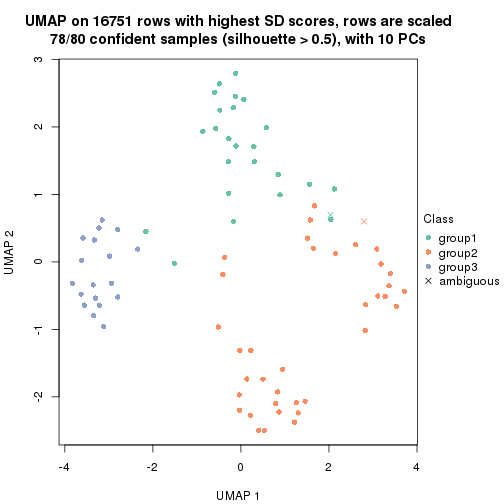 UMAP on 16751 rows with highest SD scores, rows are scaled
78/80 confident samples (silhouette > 0.5), with 10 PCs
3
2
1
0
-1
-2
UMAP 2
-4
-2
0
2
4
UMAP 1
Class
group1
group2
group3
ambiguous